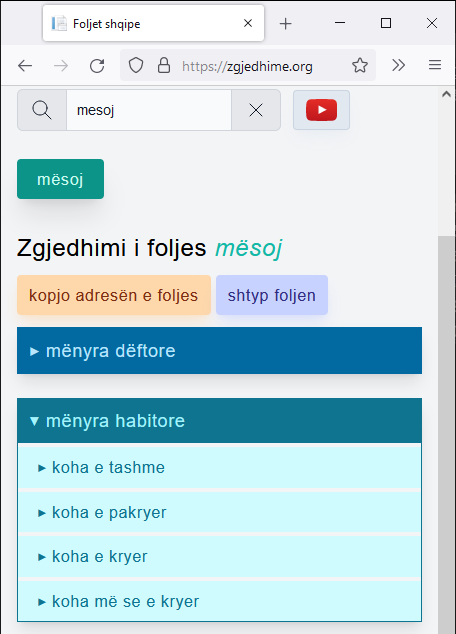 Foljet shqipe
https://zgjedhime.org
mesoj
mësoj
Zgjedhimi i foljes mësoj
kopjo adresën e foljes shtyp foljen
▸ mënyra dëftore
▾ mënyra habitore
▸ koha e tashme
▸ koha e pakryer
▸ koha e kryer
▸ koha më se e kryer